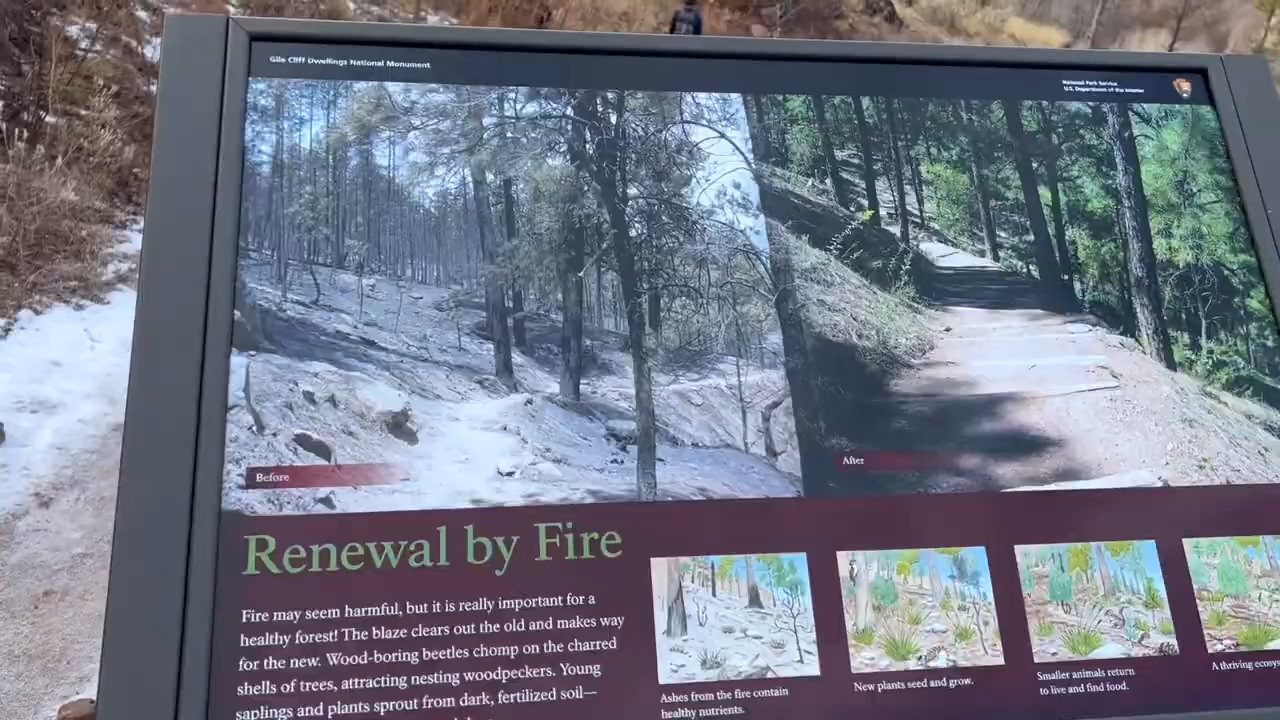 Gila Cliff Dwellings National Monument
National Park Service
U.S. Department of the Interior
Before
After
Renewal by Fire
Fire may seem harmful, but it is really important for a
healthy forest! The blaze clears out the old and makes way
for the new. Wood-boring beetles chomp on the charred
shells of trees, attracting nesting woodpeckers. Young
saplings and plants sprout from dark, fertilized soil—
Ashes from the fire contain
healthy nutrients.
New plants seed and grow.
Smaller animals return
to live and find food.
A thriving